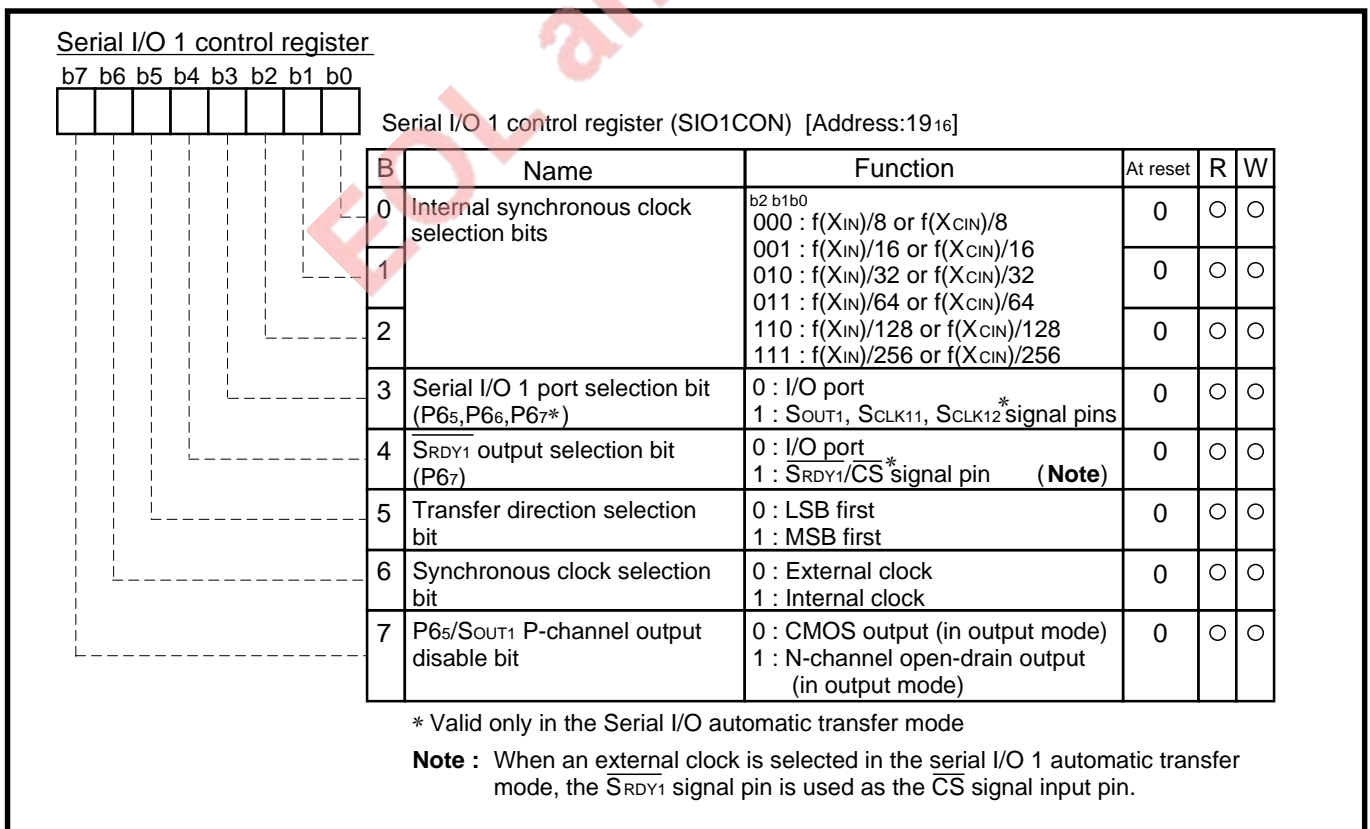 EOL an
Serial I/O 1 control register
b7 b6 b5 b4 b3 b2 b1 b0
Serial I/O 1 control register (SIO1CON) [Address:19₁₆]
B Name Function At reset R W
0 Internal synchronous clock
selection bits
b2 b1b0
000 : f(XIN)/8 or f(XCIN)/8
001 : f(XIN)/16 or f(XCIN)/16
010 : f(XIN)/32 or f(XCIN)/32
011 : f(XIN)/64 or f(XCIN)/64
110 : f(XIN)/128 or f(XCIN)/128
111 : f(XIN)/256 or f(XCIN)/256
0 ○ ○
1 0 ○ ○
2 0 ○ ○
3 Serial I/O 1 port selection bit
(P65,P66,P67*)
0 : I/O port
1 : SOUT1, SCLK11, SCLK12* signal pins
0 ○ ○
4 SRDY1 output selection bit
(P67)
0 : I/O port
1 : SRDY1/CS* signal pin (Note)
0 ○ ○
5 Transfer direction selection
bit
0 : LSB first
1 : MSB first
0 ○ ○
6 Synchronous clock selection
bit
0 : External clock
1 : Internal clock
0 ○ ○
7 P65/SOUT1 P-channel output
disable bit
0 : CMOS output (in output mode)
1 : N-channel open-drain output
(in output mode)
0 ○ ○
* Valid only in the Serial I/O automatic transfer mode
Note : When an external clock is selected in the serial I/O 1 automatic transfer
mode, the SRDY1 signal pin is used as the CS signal input pin.